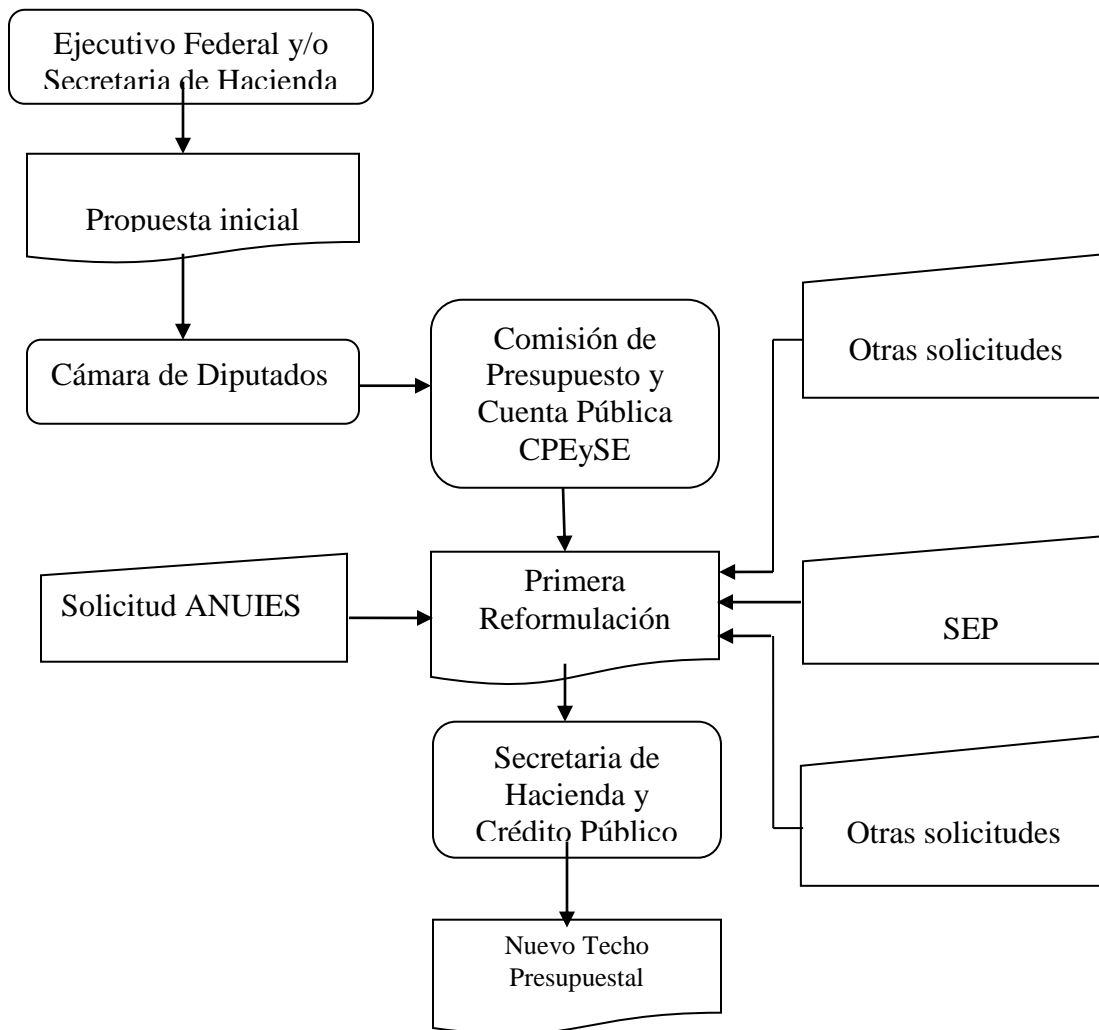 Ejecutivo Federal y/o
Secretaria de Hacienda
Propuesta inicial
Cámara de Diputados
Comisión de
Presupuesto y
Cuenta Pública
CPEySE
Otras solicitudes
Solicitud ANUIES
Primera
Reformulación
SEP
Secretaria de
Hacienda y
Crédito Público
Otras solicitudes
Nuevo Techo
Presupuestal